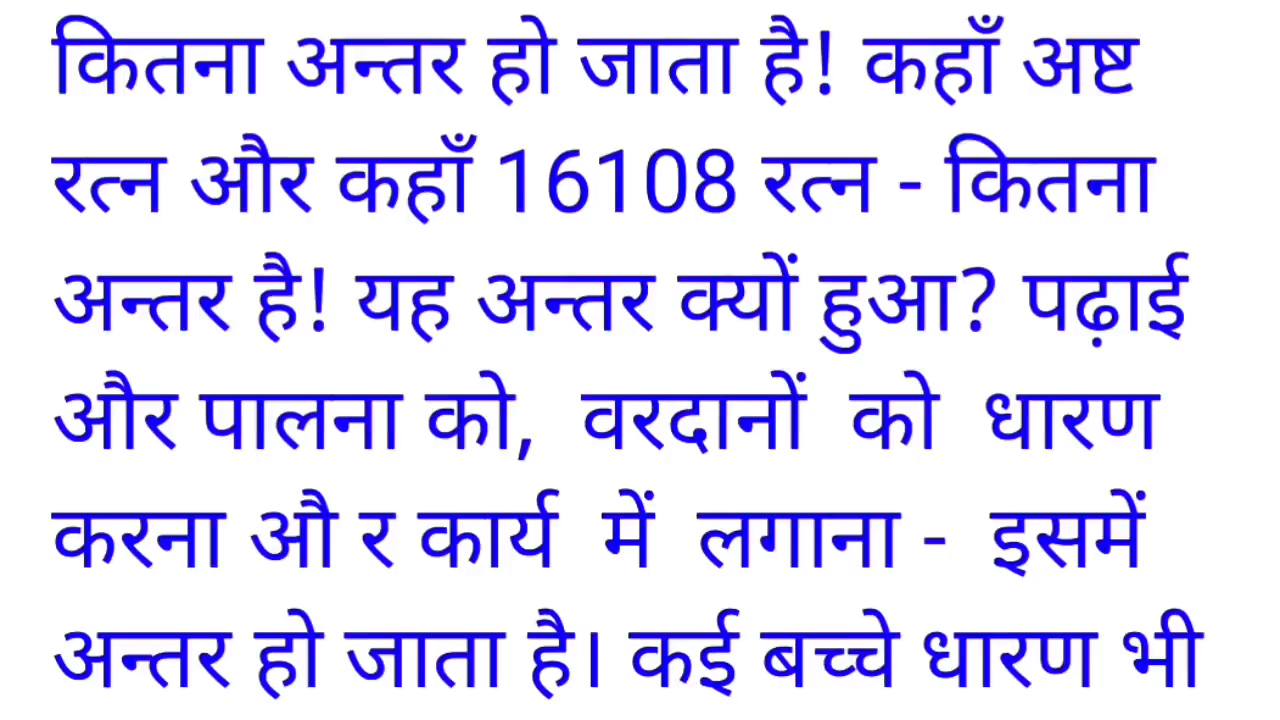 कितना अन्तर हो जाता है! कहाँ अष्ट
रत्न और कहाँ 16108 रत्न - कितना
अन्तर है! यह अन्तर क्यों हुआ? पढ़ाई
और पालना को, वरदानों को धारण
करना औ र कार्य में लगाना - इसमें
अन्तर हो जाता है। कई बच्चे धारण भी